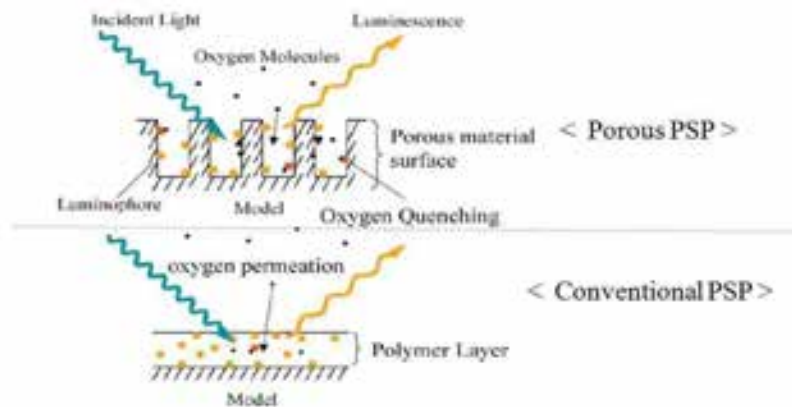 Incident Light
Luminescence
Oxygen Molecules
Porous material
surface
< Porous PSP >
Luminophore
Model
Oxygen Quenching
oxygen permeation
< Conventional PSP >
Polymer Layer
Model